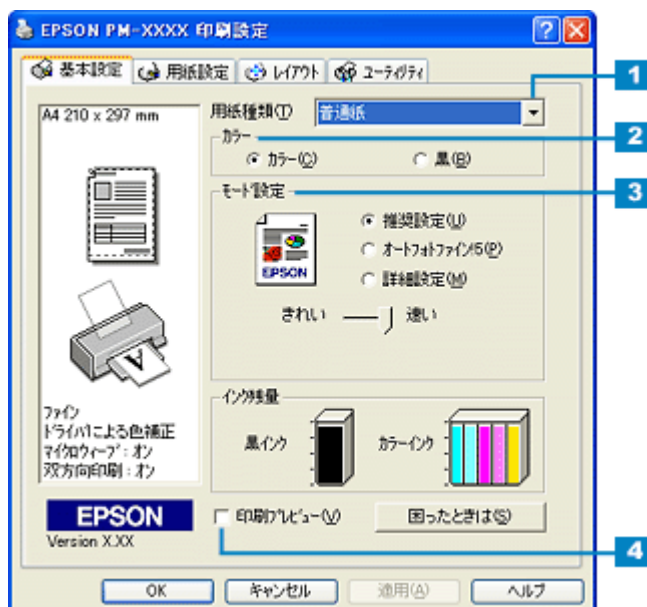 EPSON PM-XXXX 印刷設定
基本設定 用紙設定 レイアウト ユーティリティ
1
A4 210 x 297 mm
用紙種類(T) 普通紙
2
カラー
カラー(C) 黒(B)
3
モード設定
EPSON
推奨設定(U)
オートフォトファイン!5(P)
詳細設定(M)
きれい 速い
A
ファイン
ドライバによる色補正
マイクロウィーブ : オン
双方向印刷 : オン
インク残量
黒インク カラーインク
EPSON
Version X.XX
印刷プレビュー(V) 困ったときは(S)
4
OK キャンセル 適用(A) ヘルプ